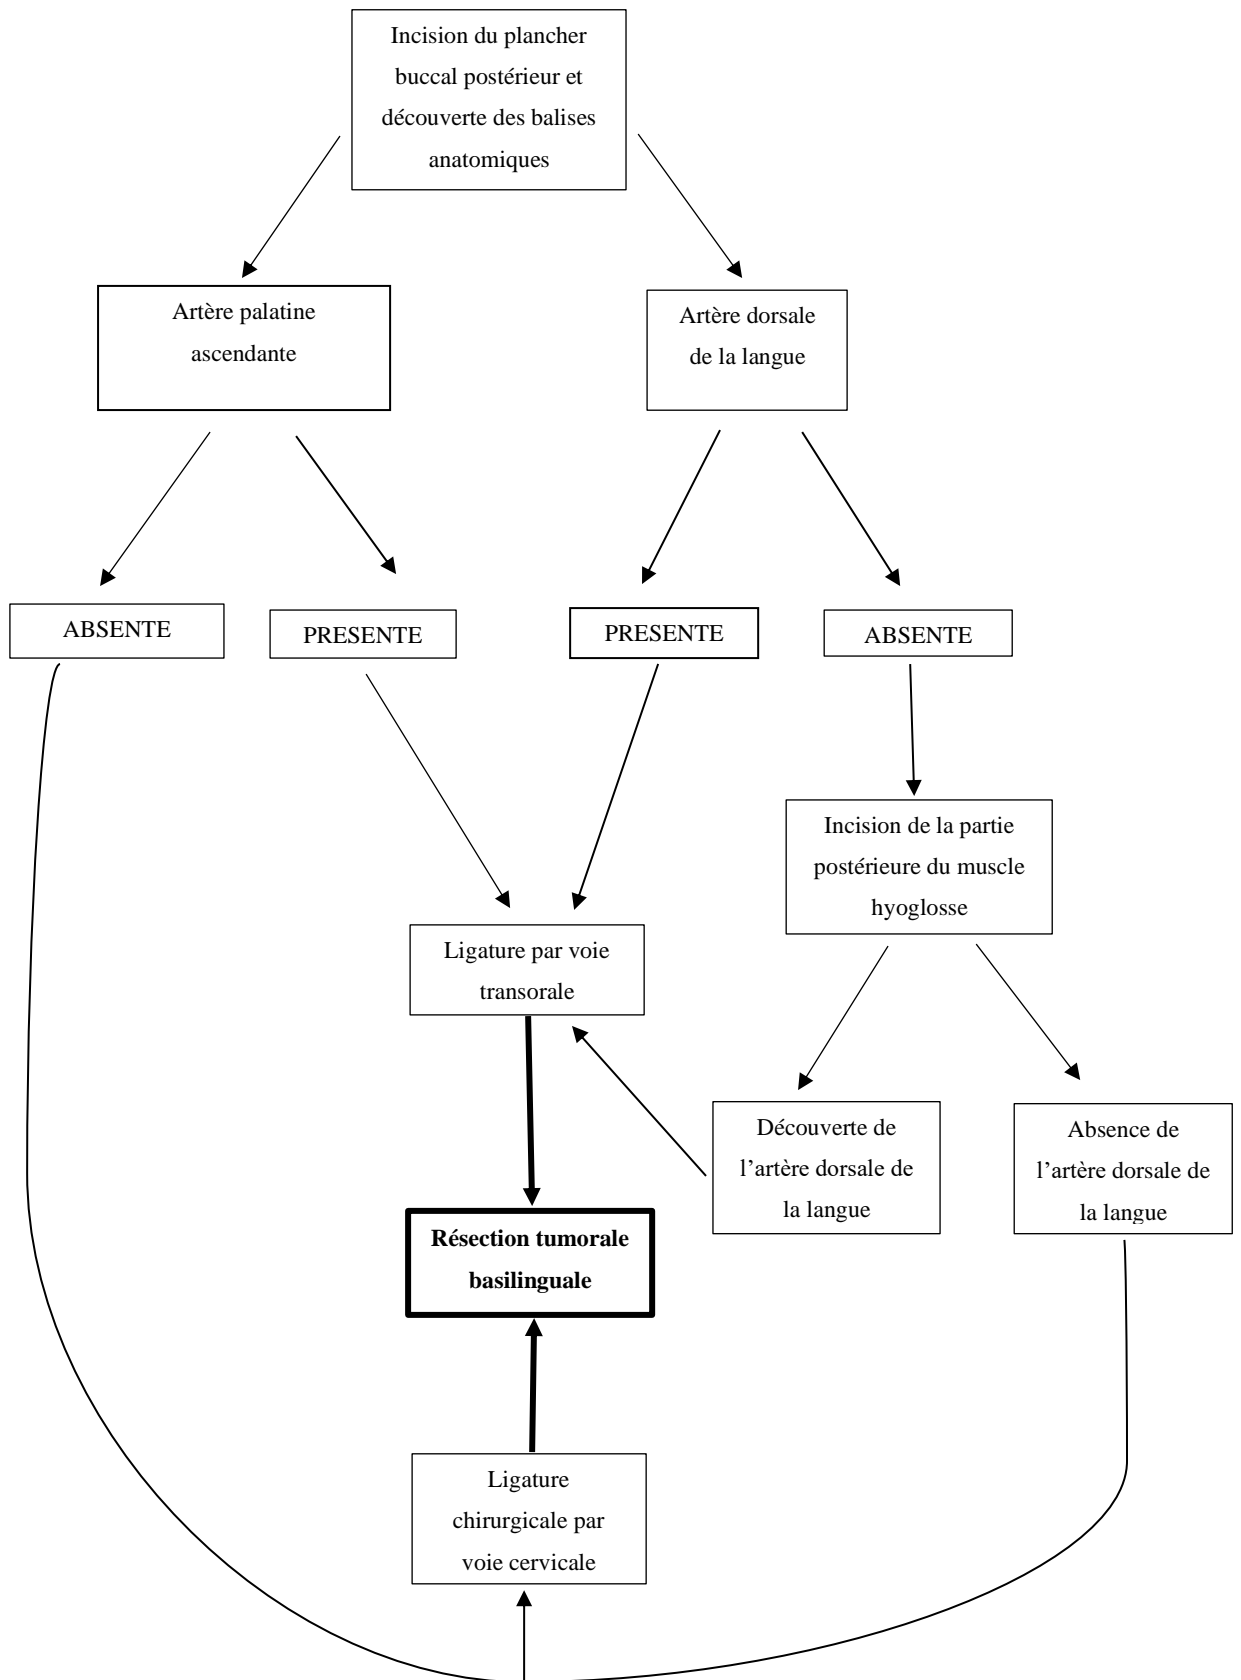 Incision du plancher
buccal postérieur et
découverte des balises
anatomiques
Artère palatine
ascendante
Artère dorsale
de la langue
ABSENTE
PRESENTE
PRESENTE
ABSENTE
Incision de la partie
postérieure du muscle
hyoglosse
Ligature par voie
transorale
Découverte de
l’artère dorsale de
la langue
Absence de
l’artère dorsale de
la langue
Résection tumorale
basilinguale
Ligature
chirurgicale par
voie cervicale